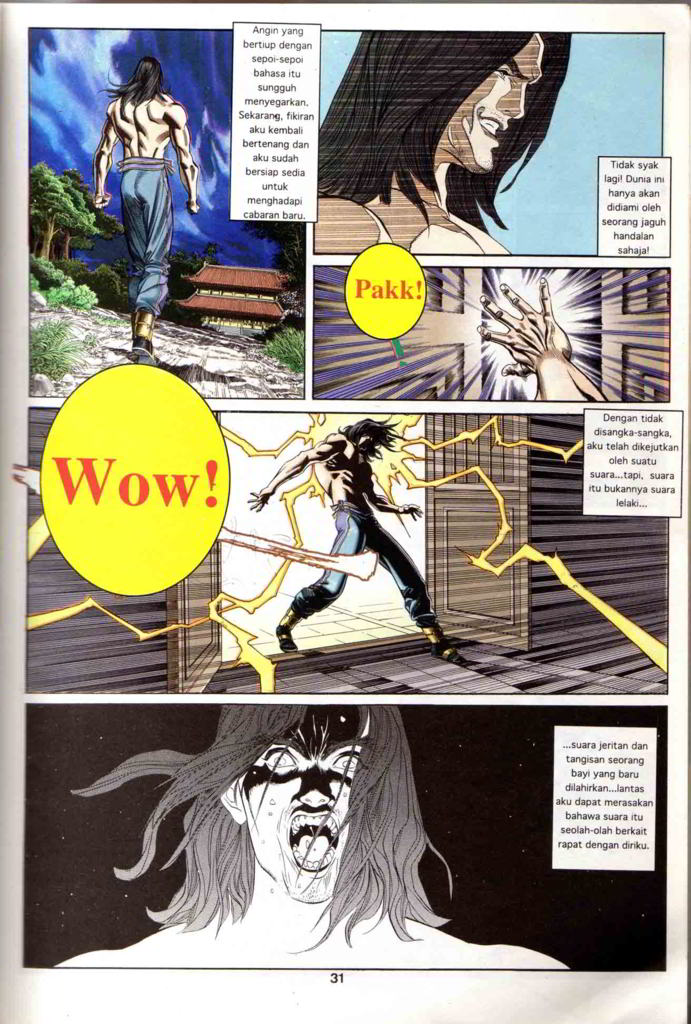 Angin yang
bertiup dengan
sepoi-sepoi
bahasa itu
sungguh
menyegarkan.
Sekarang, fikiran
aku kembali
bertenang dan
aku sudah
bersiap sedia
untuk
menghadapi
cabaran baru.
Tidak syak
lagi! Dunia ini
hanya akan
didiami oleh
seorang jaguh
handalan
sahaja!
Pakk!
Wow!
Dengan tidak
disangka-sangka,
aku telah dikejutkan
oleh suatu
suara...tapi, suara
itu bukannya suara
lelaki...
...suara jeritan dan
tangisan seorang
bayi yang baru
dilahirkan...lantas
aku dapat merasakan
bahawa suara itu
seolah-olah berkait
rapat dengan diriku.
31